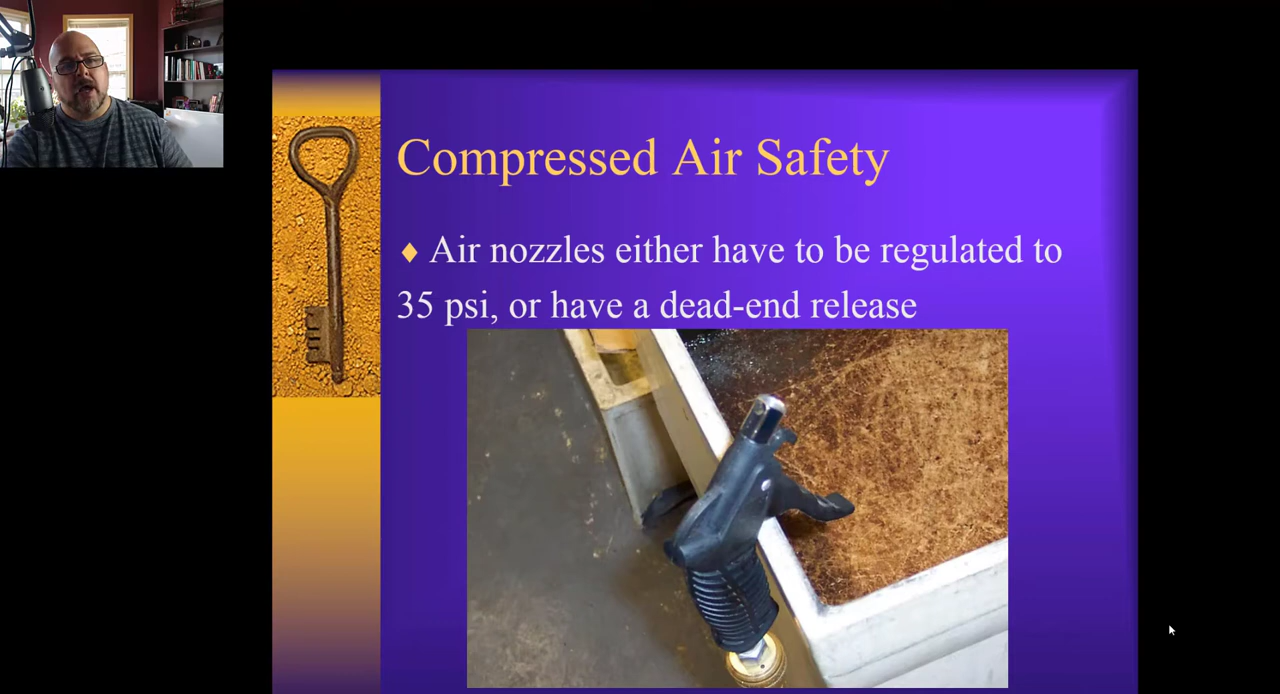 Compressed Air Safety
Air nozzles either have to be regulated to
35 psi, or have a dead-end release